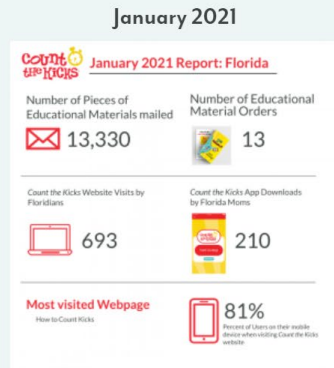 January 2021
Count the Kicks
January 2021 Report: Florida
Number of Pieces of
Educational Materials mailed
13,330
Number of Educational
Material Orders
13
Count the Kicks Website Visits by
Floridians
693
Count the Kicks App Downloads
by Florida Moms
210
Most visited Webpage
How to Count Kicks
81%
Percent of Users on their mobile
device when visiting Count the Kicks
website